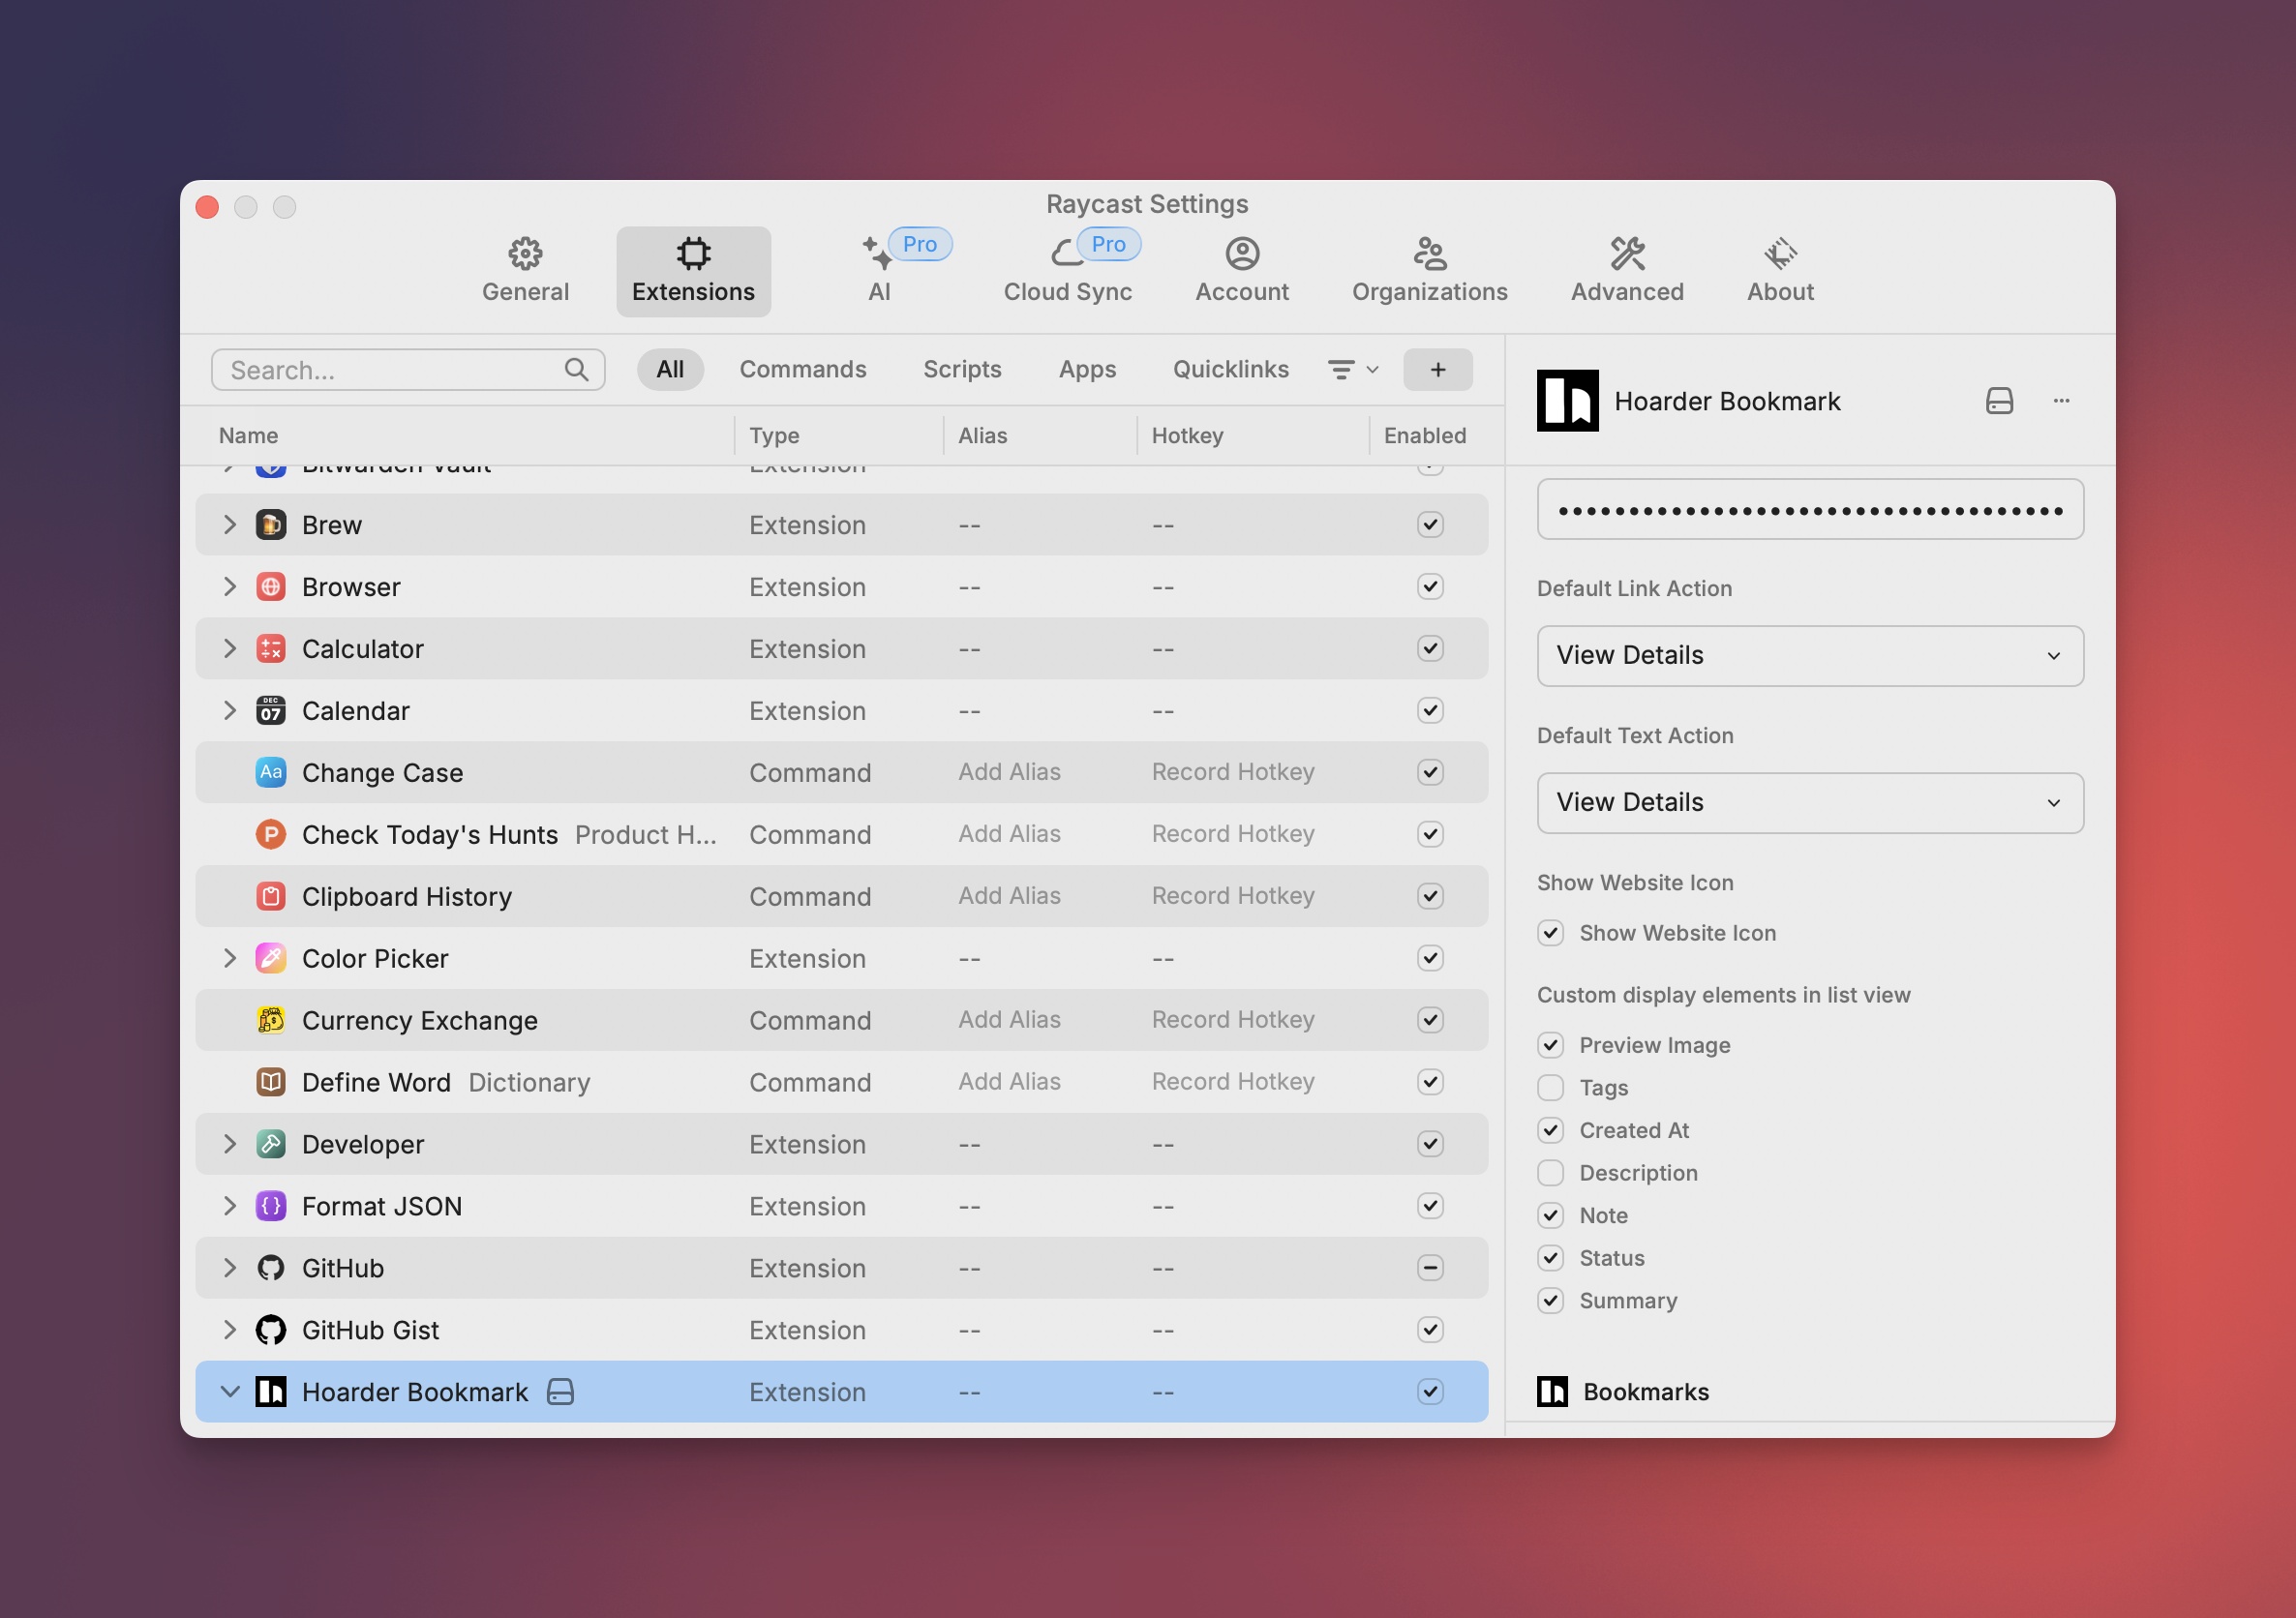 Raycast Settings
General
Extensions
Pro
AI
Pro
Cloud Sync
Account
Organizations
Advanced
About
Search...
All
Commands
Scripts
Apps
Quicklinks
+
Name Type Alias Hotkey Enabled
Bitwarden Vault Extension
Brew Extension -- --
Browser Extension -- --
Calculator Extension -- --
DEC
07
Calendar Extension -- --
Aa Change Case Command Add Alias Record Hotkey
P Check Today's Hunts Product H... Command Add Alias Record Hotkey
Clipboard History Command Add Alias Record Hotkey
Color Picker Extension -- --
Currency Exchange Command Add Alias Record Hotkey
Define Word Dictionary Command Add Alias Record Hotkey
Developer Extension -- --
{} Format JSON Extension -- --
GitHub Extension -- --
GitHub Gist Extension -- --
Hoarder Bookmark Extension -- --
Hoarder Bookmark
Default Link Action
View Details
Default Text Action
View Details
Show Website Icon
Show Website Icon
Custom display elements in list view
Preview Image
Tags
Created At
Description
Note
Status
Summary
Bookmarks